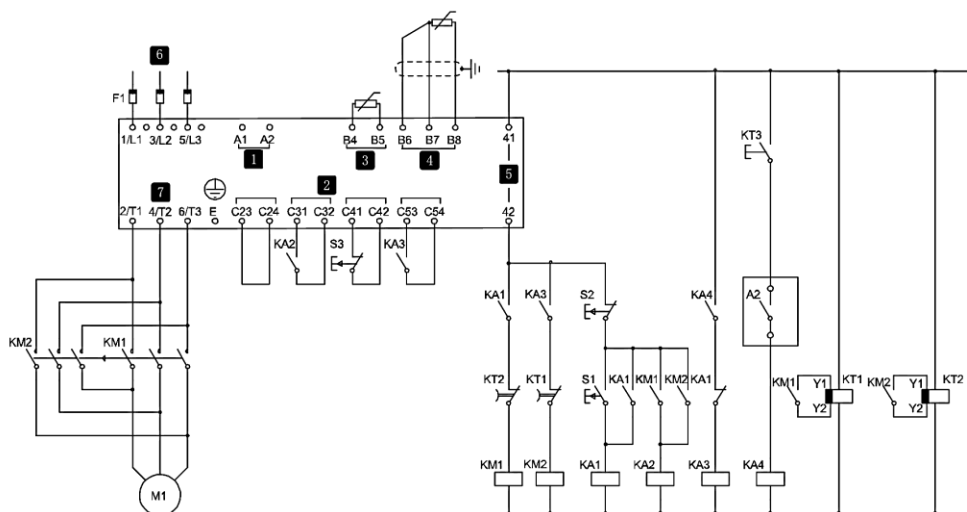 6
F1
1/L1 3/L2 5/L3 A1 A2 B4 B5 B6 B7 B8 41
1 3 4
KT3
2 5
7
2/T1 4/T2 6/T3 E C23 C24 C31 C32 C41 C42 C53 C54 42
KA2 S3 KA3
KA1 KA3 S2 KA4 A2
KM2 KM1
KT2 KT1 S1 KA1 KM1 KM2 KA1 KM1 Y1 KT1 KM2 Y1 KT2
Y2 Y2
KM1 KM2 KA1 KA2 KA3 KA4
M1